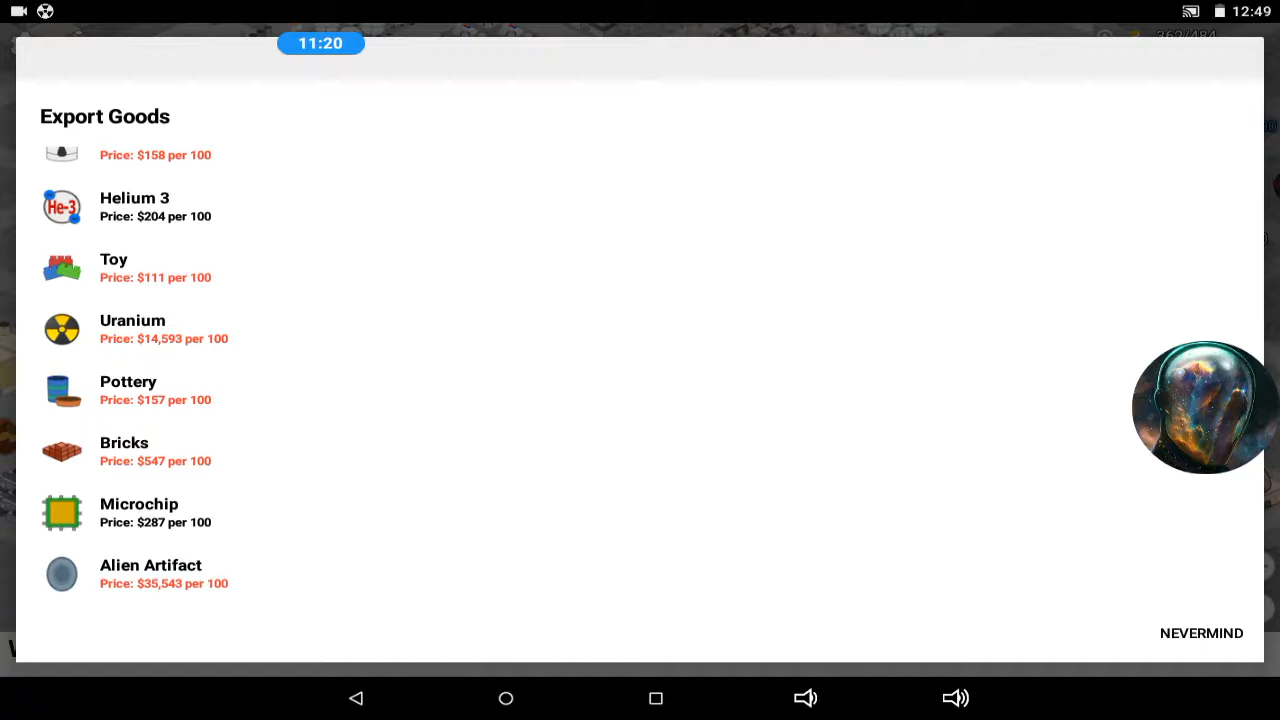 12:49
11:20
362/484
Export Goods
Price: $158 per 100
He-3
Helium 3
Price: $204 per 100
Toy
Price: $111 per 100
Uranium
Price: $14,593 per 100
Pottery
Price: $157 per 100
Bricks
Price: $547 per 100
Microchip
Price: $287 per 100
Alien Artifact
Price: $35,543 per 100
NEVERMIND